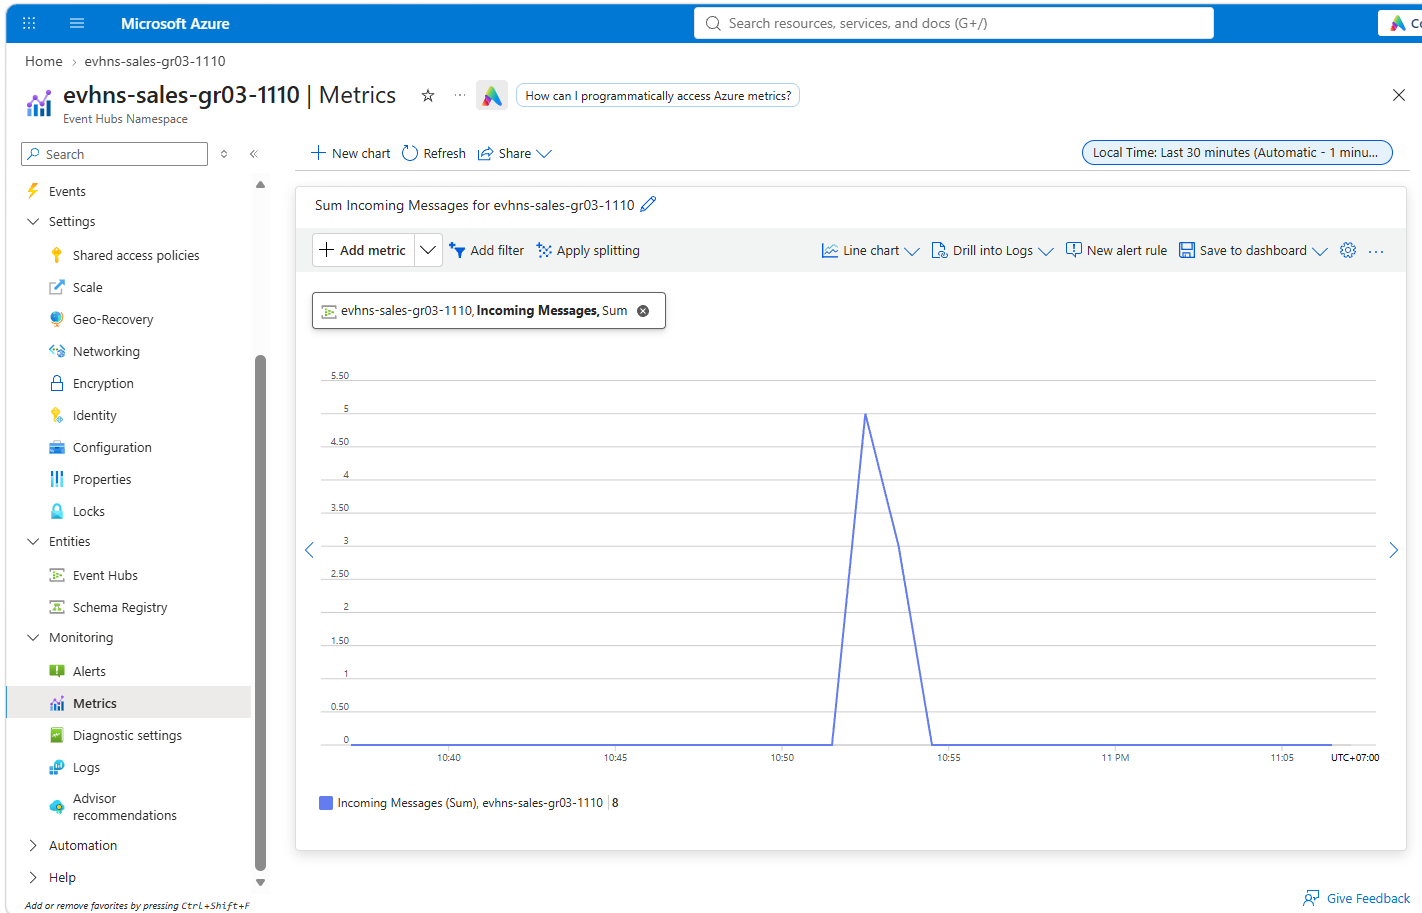 Microsoft Azure
Search resources, services, and docs (G+/)
Home > evhns-sales-gr03-1110
evhns-sales-gr03-1110 | Metrics
How can I programmatically access Azure metrics?
Event Hubs Namespace
Search
New chart
Refresh
Share
Local Time: Last 30 minutes (Automatic - 1 minu...
Events
Settings
Shared access policies
Scale
Geo-Recovery
Networking
Encryption
Identity
Configuration
Properties
Locks
Entities
Event Hubs
Schema Registry
Monitoring
Alerts
Metrics
Diagnostic settings
Logs
Advisor
recommendations
Automation
Help
Add or remove favorites by pressing Ctrl+Shift+F
Sum Incoming Messages for evhns-sales-gr03-1110
Add metric
Add filter
Apply splitting
Line chart
Drill into Logs
New alert rule
Save to dashboard
evhns-sales-gr03-1110, Incoming Messages, Sum
5.50
5
4.50
4
3.50
3
2.50
2
1.50
1
0.50
0
10:40 10:45 10:50 10:55 11 PM 11:05 UTC+07:00
Incoming Messages (Sum), evhns-sales-gr03-1110 | 8
Give Feedback